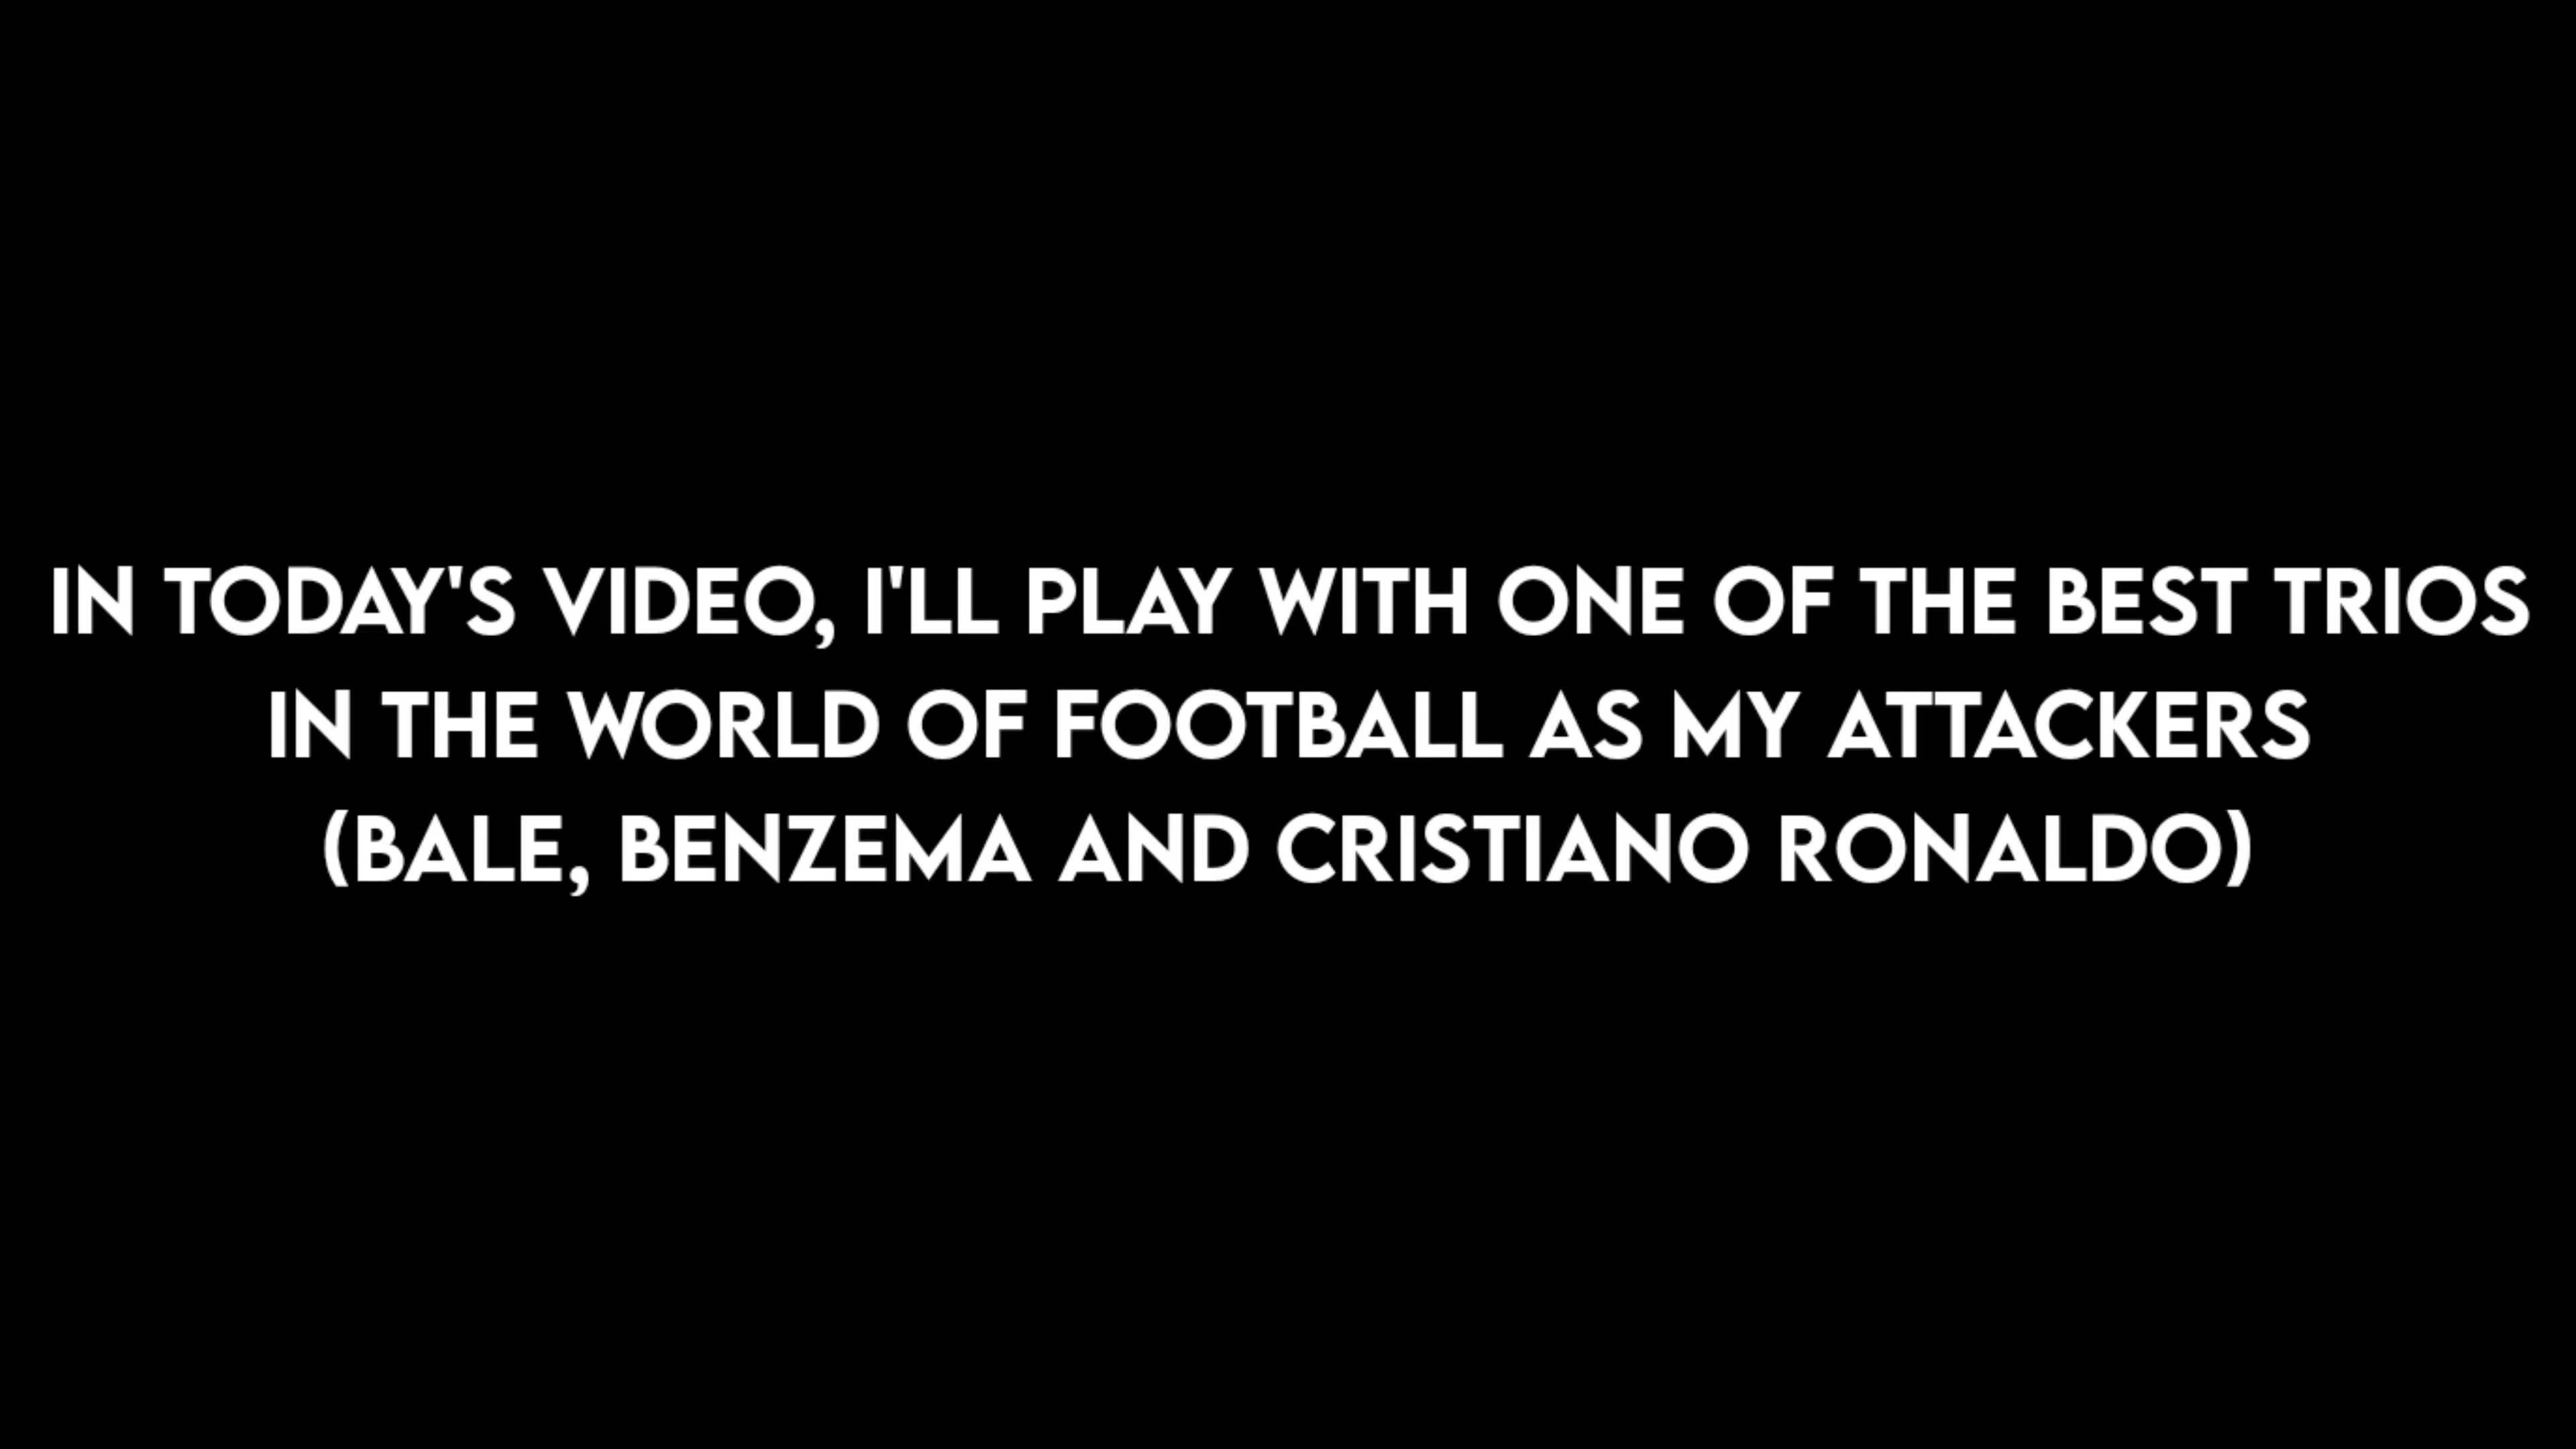 IN TODAY'S VIDEO, I'LL PLAY WITH ONE OF THE BEST TRIOS
IN THE WORLD OF FOOTBALL AS MY ATTACKERS
(BALE, BENZEMA AND CRISTIANO RONALDO)